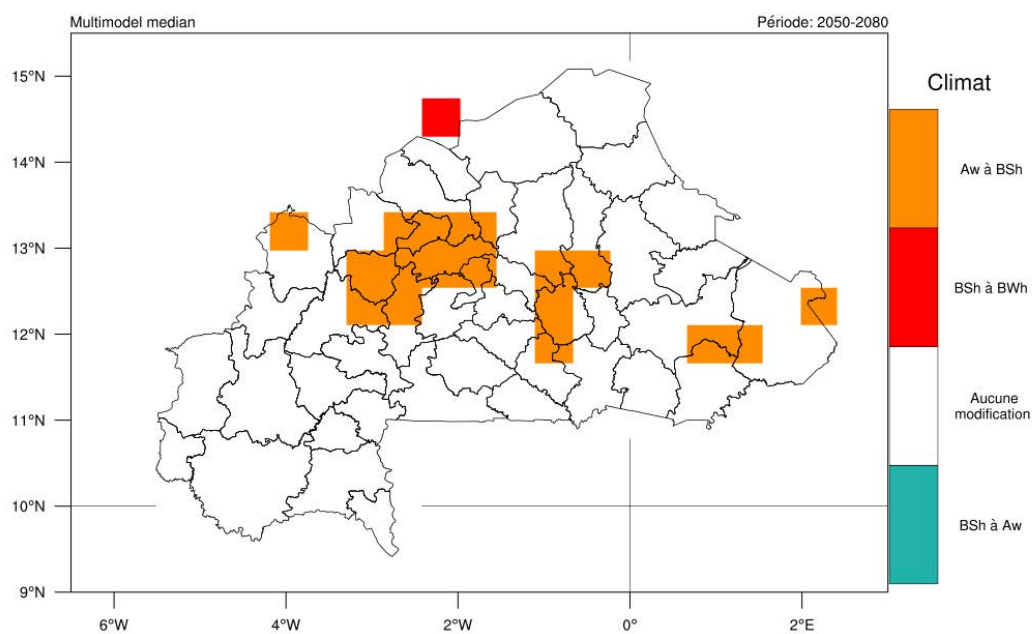 Multimodel median
Période: 2050-2080
15°N
14°N
13°N
12°N
11°N
10°N
9°N
6°W
4°W
2°W
0°
2°E
Climat
Aw à BSh
BSh à BWh
Aucune
modification
BSh à Aw